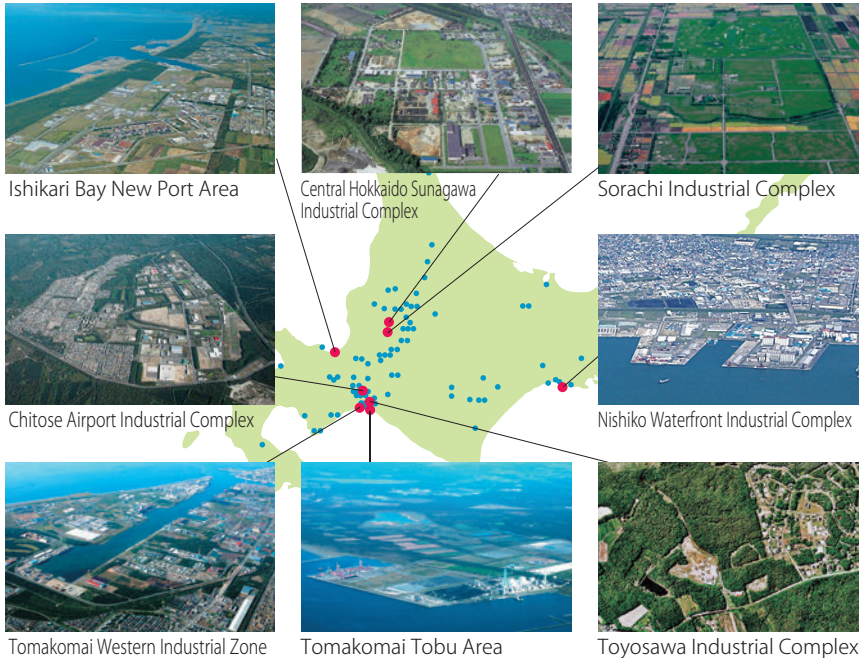 Ishikari Bay New Port Area
Central Hokkaido Sunagawa
Industrial Complex
Sorachi Industrial Complex
Chitose Airport Industrial Complex
Nishiko Waterfront Industrial Complex
Tomakomai Western Industrial Zone
Tomakomai Tobu Area
Toyosawa Industrial Complex